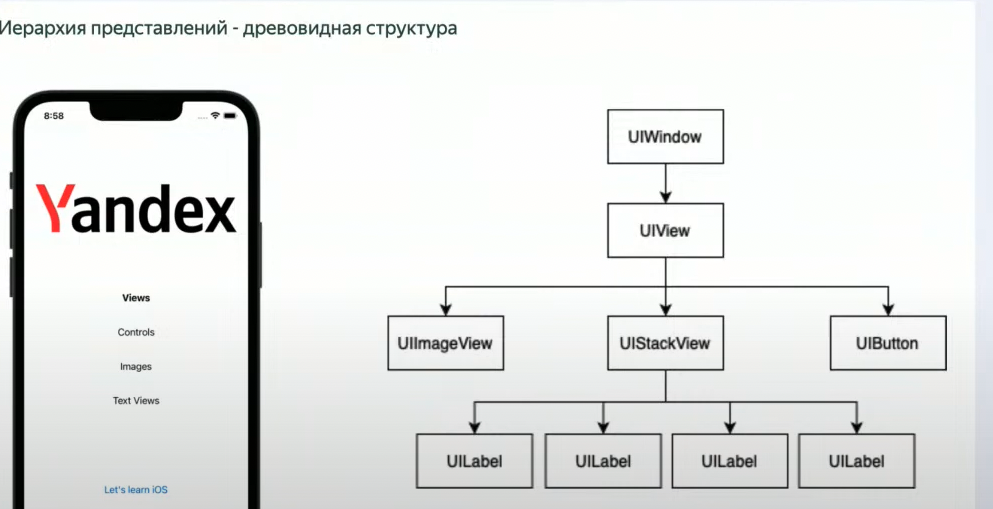 Иерархия представлений - древовидная структура
8:58
Yandex
Views
Controls
Images
Text Views
Let's learn iOS
UIWindow
UIView
UIImageView
UIStackView
UIButton
UILabel
UILabel
UILabel
UILabel